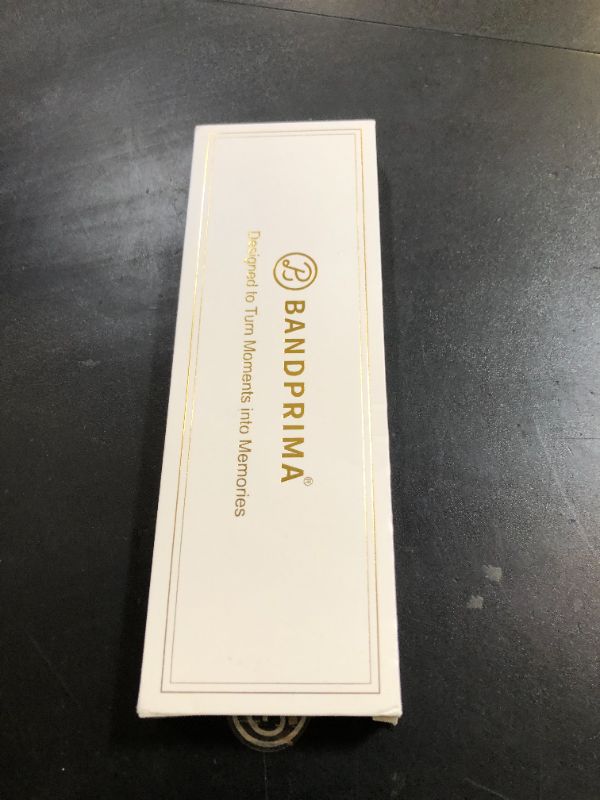 B BANDPRIMA®
Designed to Turn Moments into Memories